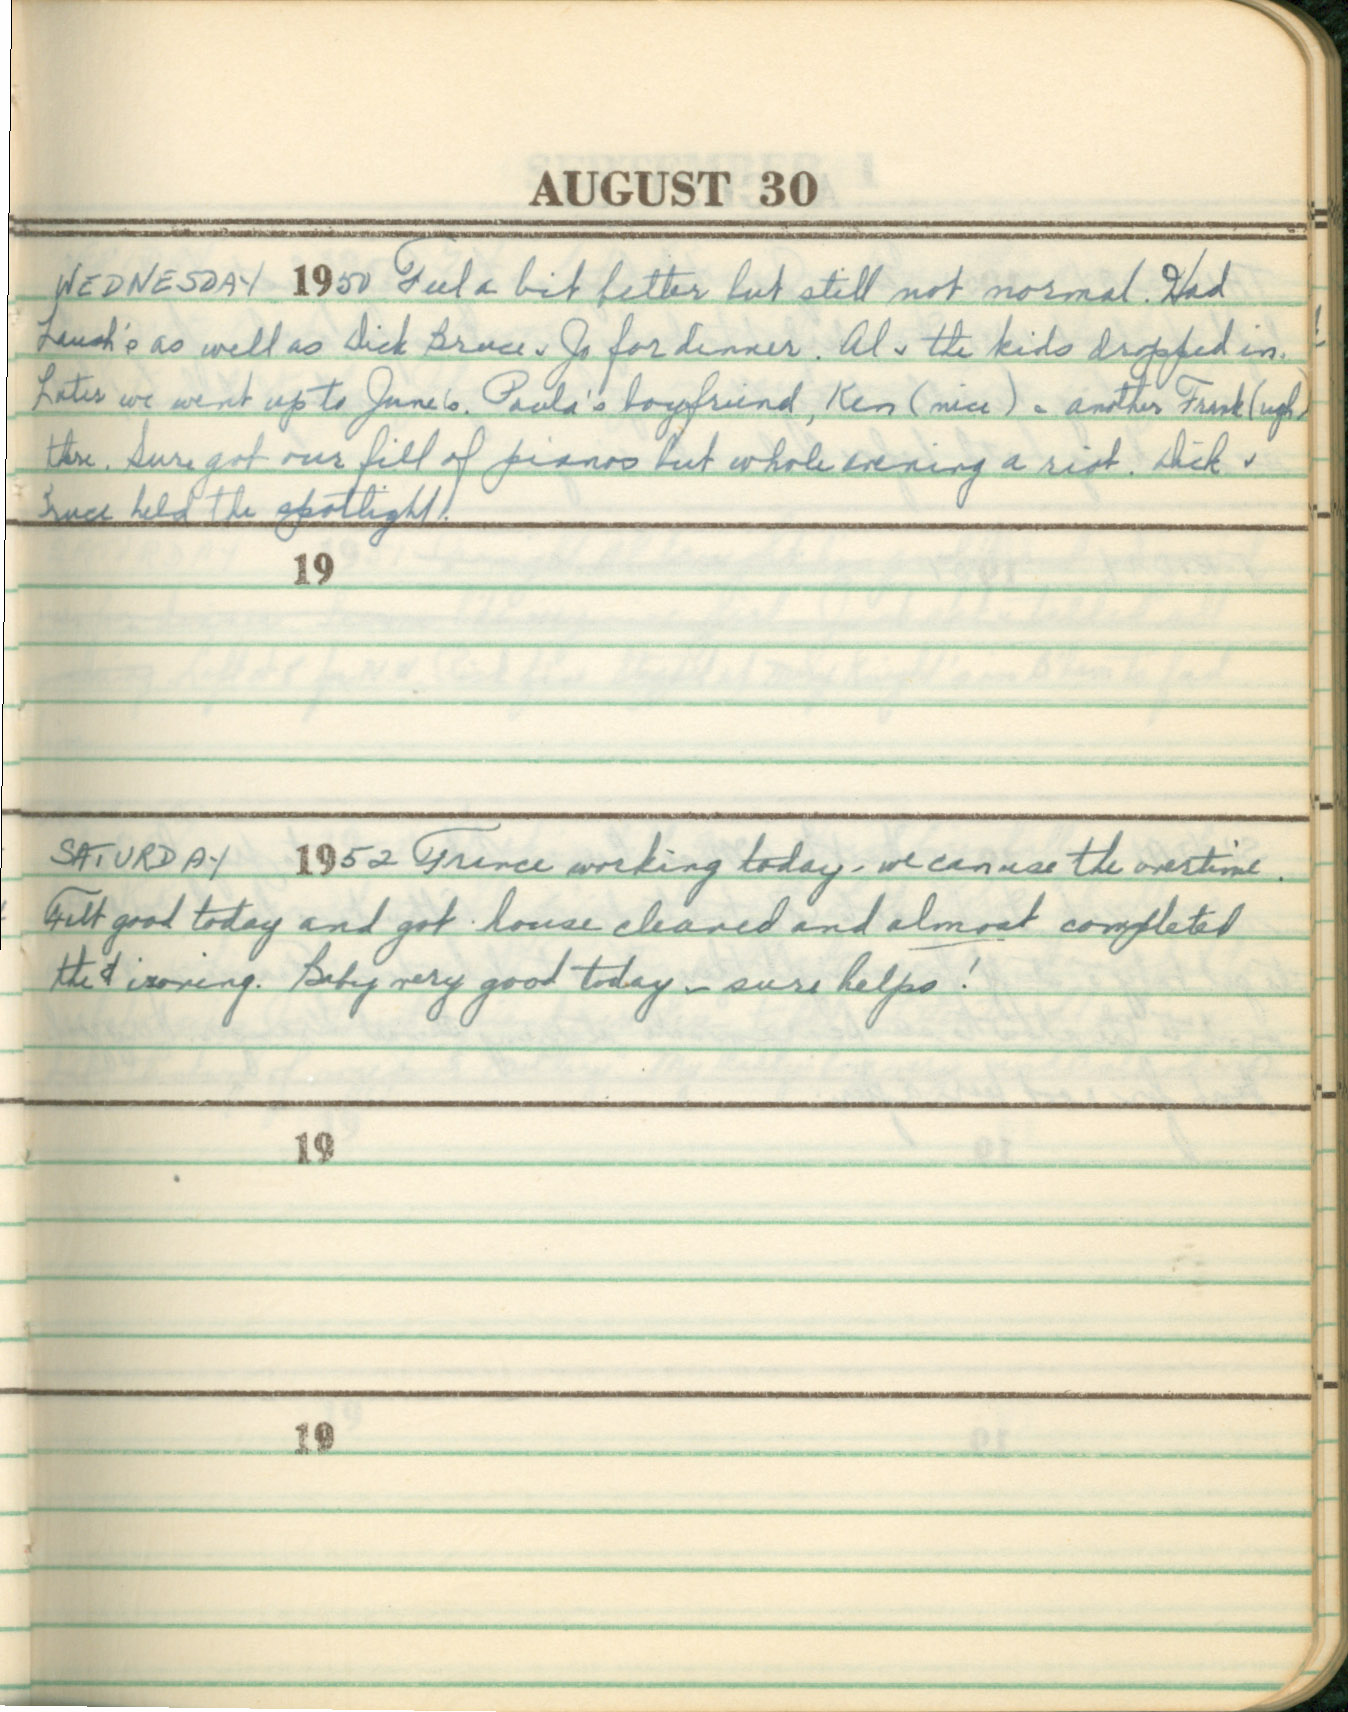 AUGUST 30
WEDNESDAY 1950 Feel a bit better but still not normal. Had
as well as Dick Bruce & Jo for dinner. Al & the kids dropped in.
Later we went up to June's. Paula's boyfriend, Ken (nice) & another Frank (ugh)
there. Sure got our fill of pianos but whole evening a riot. Dick &
Bruce held the spotlight!
19
SATURDAY 1952 France working today - we can use the overtime.
Felt good today and got house cleaned and almost completed
the ironing. Baby very good today - sure helps!
19
19